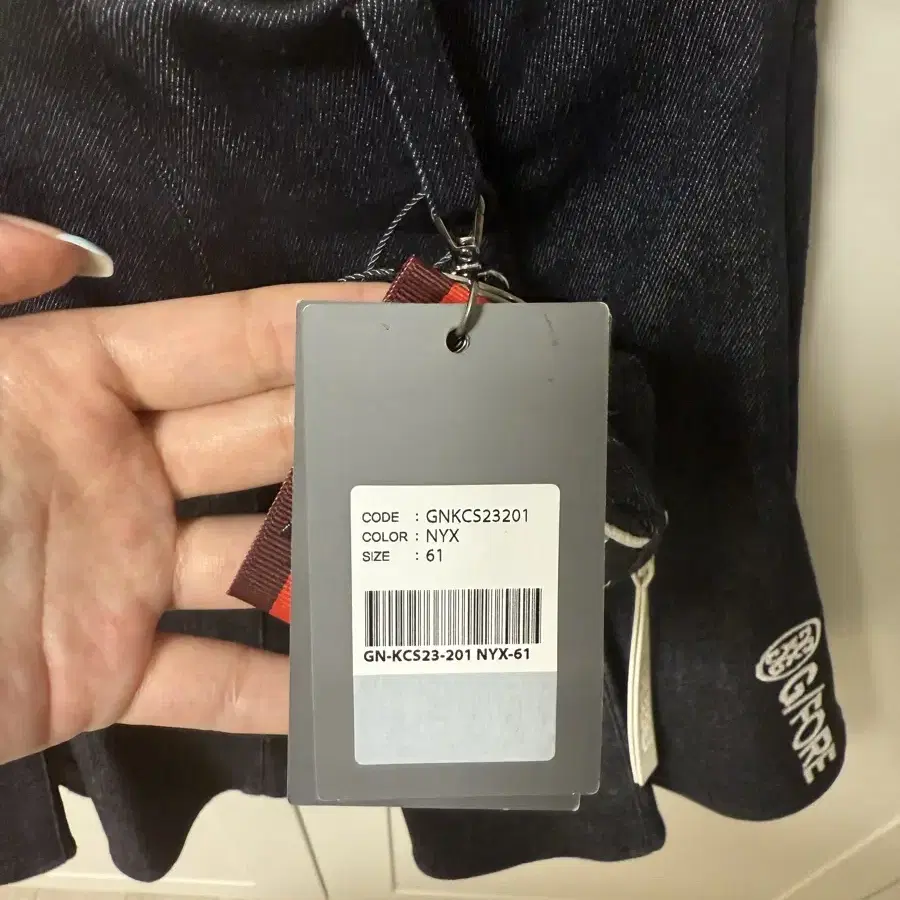 CODE : GNKCS23201
COLOR : NYX
SIZE : 61
GN-KCS23-201 NYX-61
G/FORE